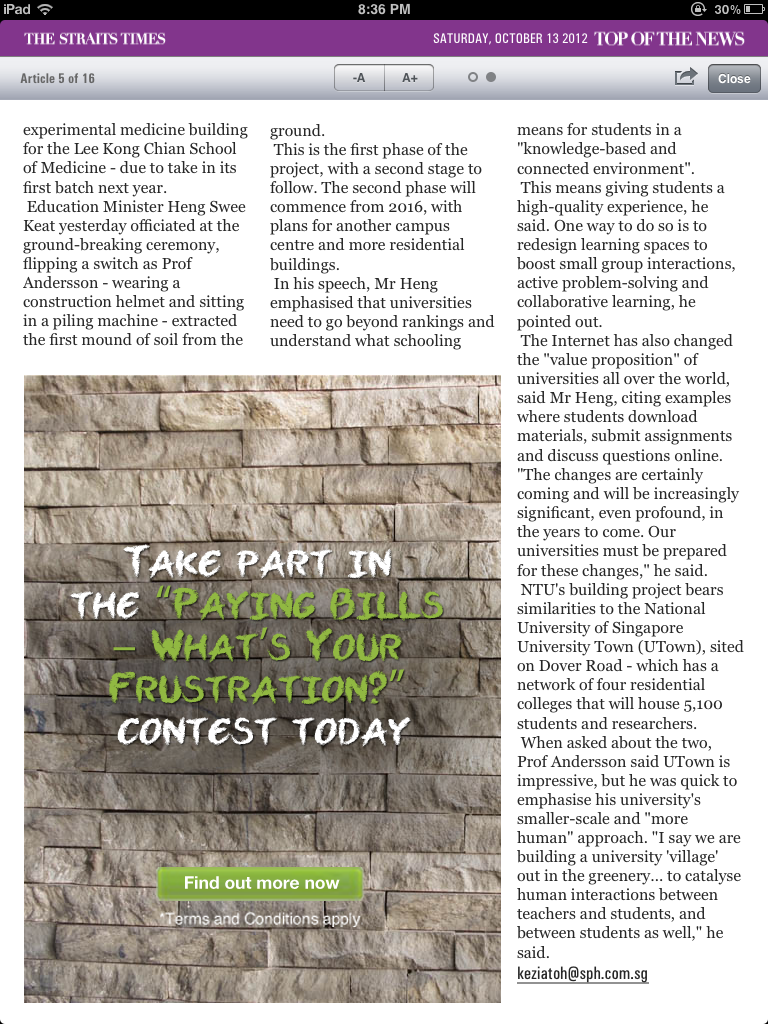 iPad 8:36 PM 30%
THE STRAITS TIMES SATURDAY, OCTOBER 13 2012 TOP OF THE NEWS
Article 5 of 16 -A A+ Close
experimental medicine building
for the Lee Kong Chian School
of Medicine - due to take in its
first batch next year.
Education Minister Heng Swee
Keat yesterday officiated at the
ground-breaking ceremony,
flipping a switch as Prof
Andersson - wearing a
construction helmet and sitting
in a piling machine - extracted
the first mound of soil from the
ground.
This is the first phase of the
project, with a second stage to
follow. The second phase will
commence from 2016, with
plans for another campus
centre and more residential
buildings.
In his speech, Mr Heng
emphasised that universities
need to go beyond rankings and
understand what schooling
means for students in a
"knowledge-based and
connected environment".
This means giving students a
high-quality experience, he
said. One way to do so is to
redesign learning spaces to
boost small group interactions,
active problem-solving and
collaborative learning, he
pointed out.
The Internet has also changed
the "value proposition" of
universities all over the world,
said Mr Heng, citing examples
where students download
materials, submit assignments
and discuss questions online.
"The changes are certainly
coming and will be increasingly
significant, even profound, in
the years to come. Our
universities must be prepared
for these changes," he said.
NTU's building project bears
similarities to the National
University of Singapore
University Town (UTown), sited
on Dover Road - which has a
network of four residential
colleges that will house 5,100
students and researchers.
When asked about the two,
Prof Andersson said UTown is
impressive, but he was quick to
emphasise his university's
smaller-scale and "more
human" approach. "I say we are
building a university 'village'
out in the greenery... to catalyse
human interactions between
teachers and students, and
between students as well," he
said.
keziatoh@sph.com.sg
TAKE PART IN
THE "PAYING BILLS
– WHAT'S YOUR
FRUSTRATION?"
CONTEST TODAY
Find out more now
*Terms and Conditions apply